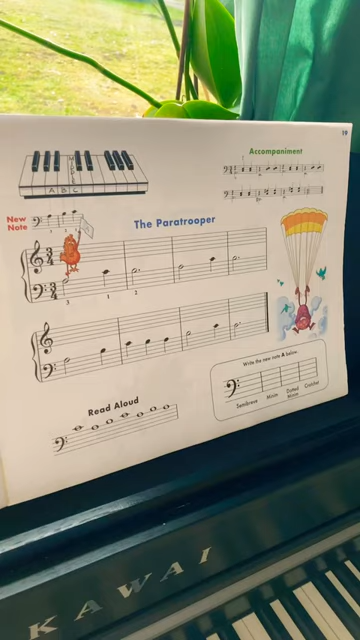 19
Accompaniment
A B C
New
Note
The Paratrooper
3 1 2
Write the new note A below.
Semibreve Minim Dotted Minim Crotchet
Read Aloud
KAWAI